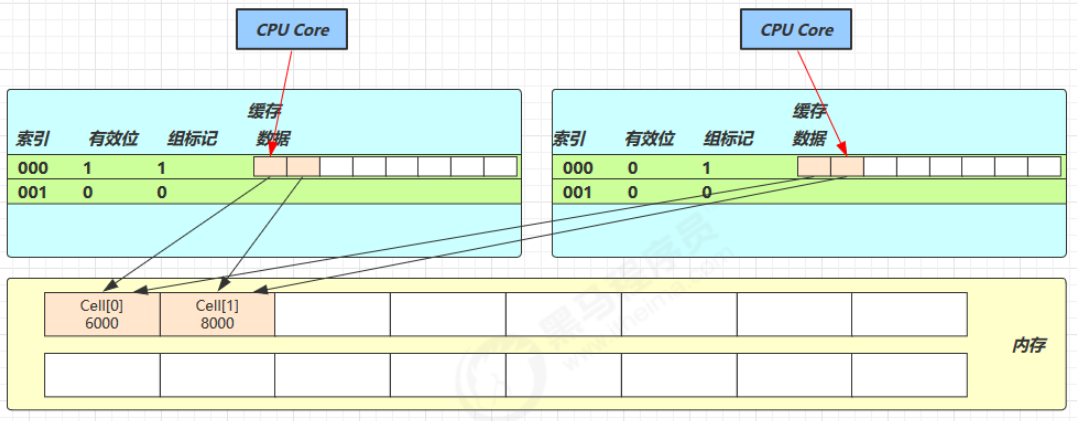 CPU Core
CPU Core
缓存
索引 有效位 组标记 数据
000 1 1
001 0 0
缓存
索引 有效位 组标记 数据
000 0 1
001 0 0
Cell[0]
6000
Cell[1]
8000
内存
黑马程序员
www.itheima.com